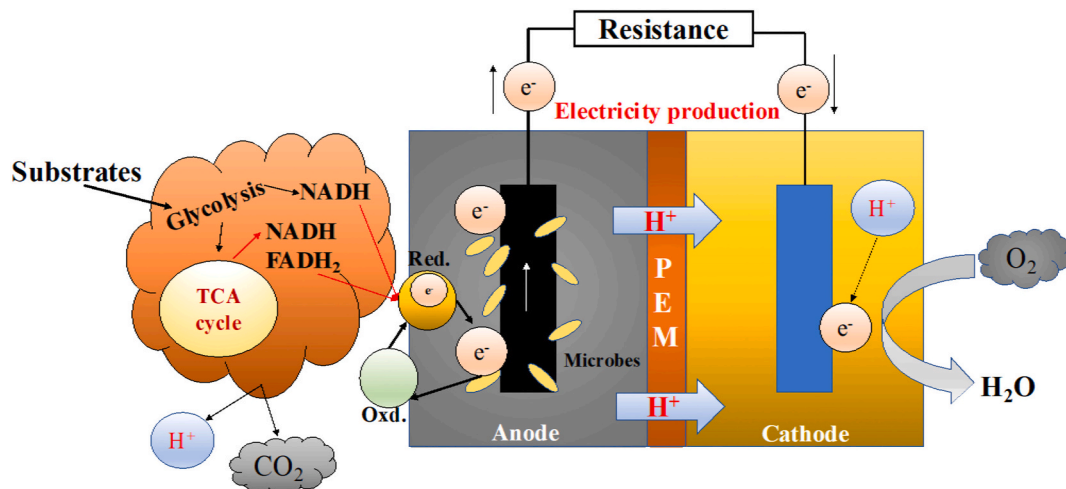 Resistance
e-
e-
Electricity production
Substrates
Glycolysis
NADH
NADH
FADH₂
TCA
cycle
Red.
e-
e-
e-
Oxd.
Microbes
H⁺
P
E
M
H⁺
H⁺
e-
O₂
H₂O
H⁺
CO₂
Anode
Cathode